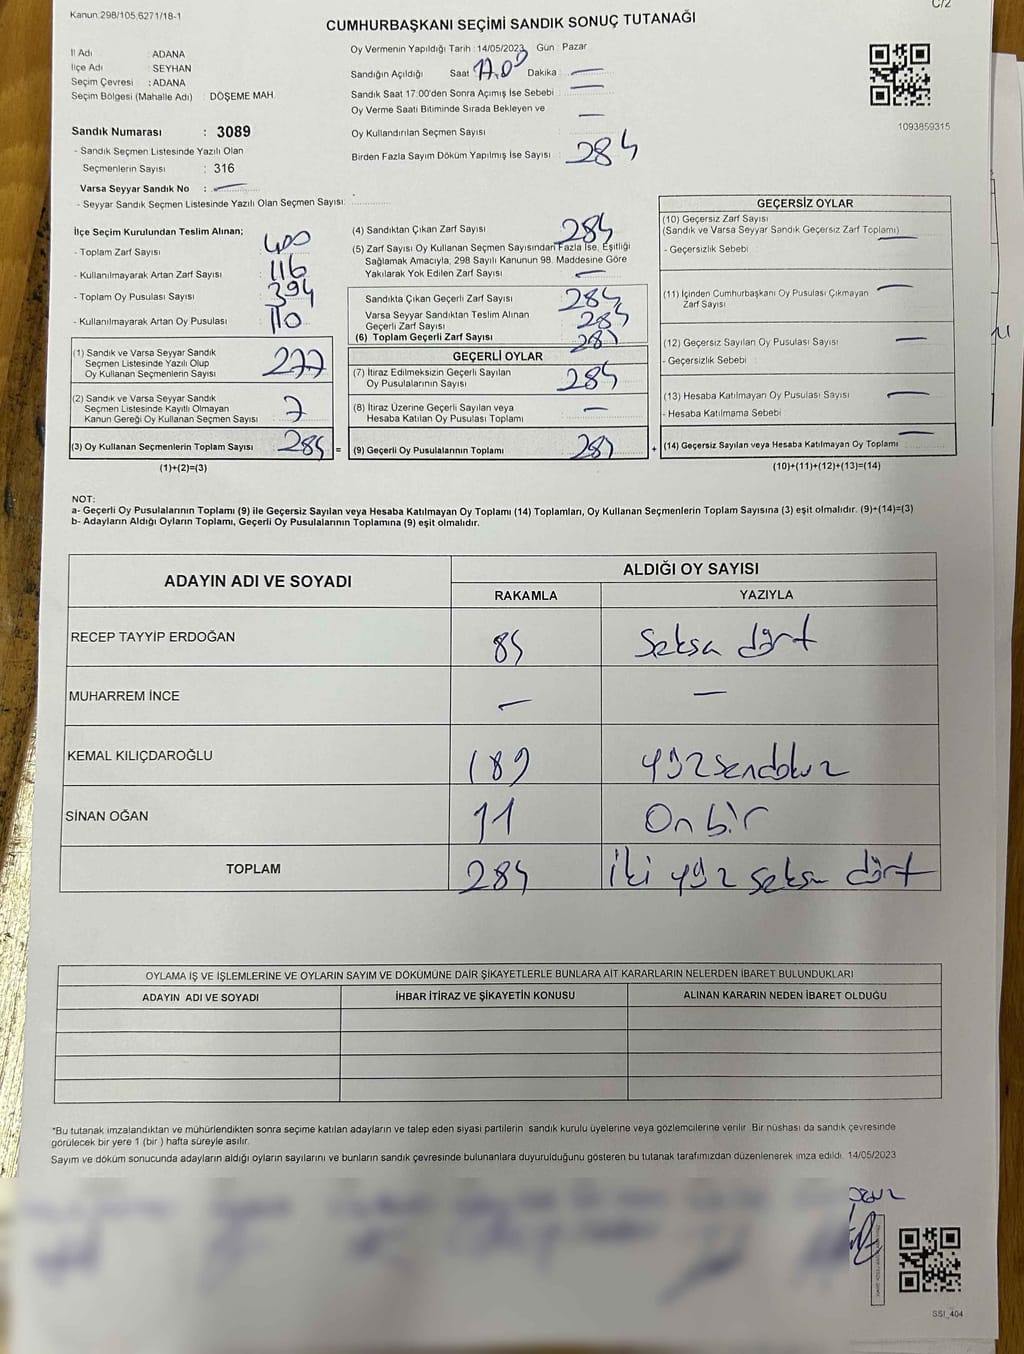 Kanun 298/105,6271/18-1
C/2
CUMHURBAŞKANI SEÇİMİ SANDIK SONUÇ TUTANAĞI
İl Adı : ADANA
İlçe Adı : SEYHAN
Seçim Çevresi : ADANA
Seçim Bölgesi (Mahalle Adı) : DÖŞEME MAH.
Sandık Numarası : 3089
- Sandık Seçmen Listesinde Yazılı Olan
Seçmenlerin Sayısı : 316
Varsa Seyyar Sandık No : —
- Seyyar Sandık Seçmen Listesinde Yazılı Olan Seçmen Sayısı:
Oy Vermenin Yapıldığı Tarih : 14/05/2023 Gün : Pazar
Sandığın Açıldığı Saat 17.00 Dakika : —
Sandık Saat 17:00'den Sonra Açımış İse Sebebi : —
Oy Verme Saati Bitiminde Sırada Bekleyen ve
Oy Kullandırılan Seçmen Sayısı —
Birden Fazla Sayım Döküm Yapılmış İse Sayısı : 284
1093859315
İlçe Seçim Kurulundan Teslim Alınan;
- Toplam Zarf Sayısı : 400
- Kullanılmayarak Artan Zarf Sayısı : 116
- Toplam Oy Pusulası Sayısı : 394
- Kullanılmayarak Artan Oy Pusulası : 110
(1) Sandık ve Varsa Seyyar Sandık
Seçmen Listesinde Yazılı Olup
Oy Kullanan Seçmenlerin Sayısı 277
(2) Sandık ve Varsa Seyyar Sandık
Seçmen Listesinde Kayıtlı Olmayan
Kanun Gereği Oy Kullanan Seçmen Sayısı 7
(3) Oy Kullanan Seçmenlerin Toplam Sayısı 284 =
(1)+(2)=(3)
(4) Sandıktan Çıkan Zarf Sayısı 284
(5) Zarf Sayısı Oy Kullanan Seçmen Sayısından Fazla İse, Eşitliği
Sağlamak Amacıyla, 298 Sayılı Kanunun 98. Maddesine Göre
Yakılarak Yok Edilen Zarf Sayısı —
Sandıkta Çıkan Geçerli Zarf Sayısı 284
Varsa Seyyar Sandıktan Teslim Alınan
Geçerli Zarf Sayısı 284
(6) Toplam Geçerli Zarf Sayısı 284
GEÇERLİ OYLAR
(7) İtiraz Edilmeksizin Geçerli Sayılan
Oy Pusulalarının Sayısı 284
(8) İtiraz Üzerine Geçerli Sayılan veya
Hesaba Katılan Oy Pusulası Toplamı —
(9) Geçerli Oy Pusulalarının Toplamı 284 +
GEÇERSİZ OYLAR
(10) Geçersiz Zarf Sayısı
(Sandık ve Varsa Seyyar Sandık Geçersiz Zarf Toplamı) —
- Geçersizlik Sebebi :
(11) İçinden Cumhurbaşkanı Oy Pusulası Çıkmayan —
Zarf Sayısı
(12) Geçersiz Sayılan Oy Pusulası Sayısı —
- Geçersizlik Sebebi :
(13) Hesaba Katılmayan Oy Pusulası Sayısı —
- Hesaba Katılmama Sebebi :
(14) Geçersiz Sayılan veya Hesaba Katılmayan Oy Toplamı —
(10)+(11)+(12)+(13)=(14)
NOT:
a- Geçerli Oy Pusulalarının Toplamı (9) ile Geçersiz Sayılan veya Hesaba Katılmayan Oy Toplamı (14) Toplamları, Oy Kullanan Seçmenlerin Toplam Sayısına (3) eşit olmalıdır. (9)+(14)=(3)
b- Adayların Aldığı Oyların Toplamı, Geçerli Oy Pusulalarının Toplamına (9) eşit olmalıdır.
ADAYIN ADI VE SOYADI
ALDIĞI OY SAYISI
RAKAMLA YAZIYLA
RECEP TAYYİP ERDOĞAN 84 Seksa dört
MUHARREM İNCE — —
KEMAL KILIÇDAROĞLU 189 yüzsendokuz
SİNAN OĞAN 11 On bir
TOPLAM 284 iki yüz seksn dört
OYLAMA İŞ VE İŞLEMLERİNE VE OYLARIN SAYIM VE DÖKÜMÜNE DAİR ŞİKAYETLERLE BUNLARA AİT KARARLARIN NELERDEN İBARET BULUNDUKLARI
ADAYIN ADI VE SOYADI İHBAR İTİRAZ VE ŞİKAYETİN KONUSU ALINAN KARARIN NEDEN İBARET OLDUĞU
*Bu tutanak imzalandıktan ve mühürlendikten sonra seçime katılan adayların ve talep eden siyasi partilerin sandık kurulu üyelerine veya gözlemcilerine verilir. Bir nüshası da sandık çevresinde
görülecek bir yere 1 (bir ) hafta süreyle asılır.
Sayım ve döküm sonucunda adayların aldığı oyların sayılarını ve bunların sandık çevresinde bulunanlara duyurulduğunu gösteren bu tutanak tarafımızdan düzenlenerek imza edildi. 14/05/2023
SSI_404